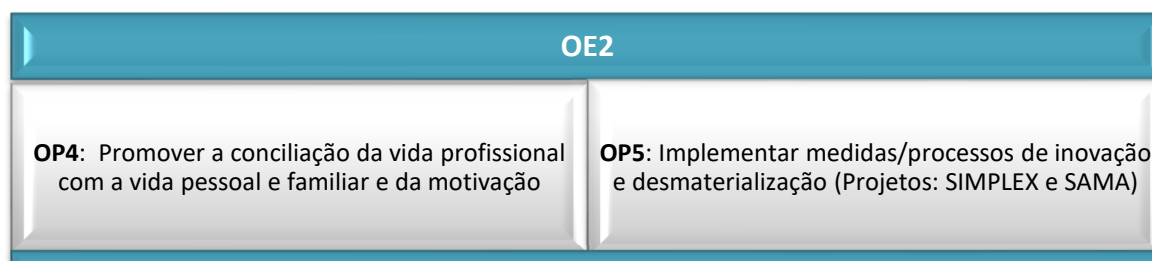 OE2
OP4: Promover a conciliação da vida profissional
com a vida pessoal e familiar e da motivação
OP5: Implementar medidas/processos de inovação
e desmaterialização (Projetos: SIMPLEX e SAMA)